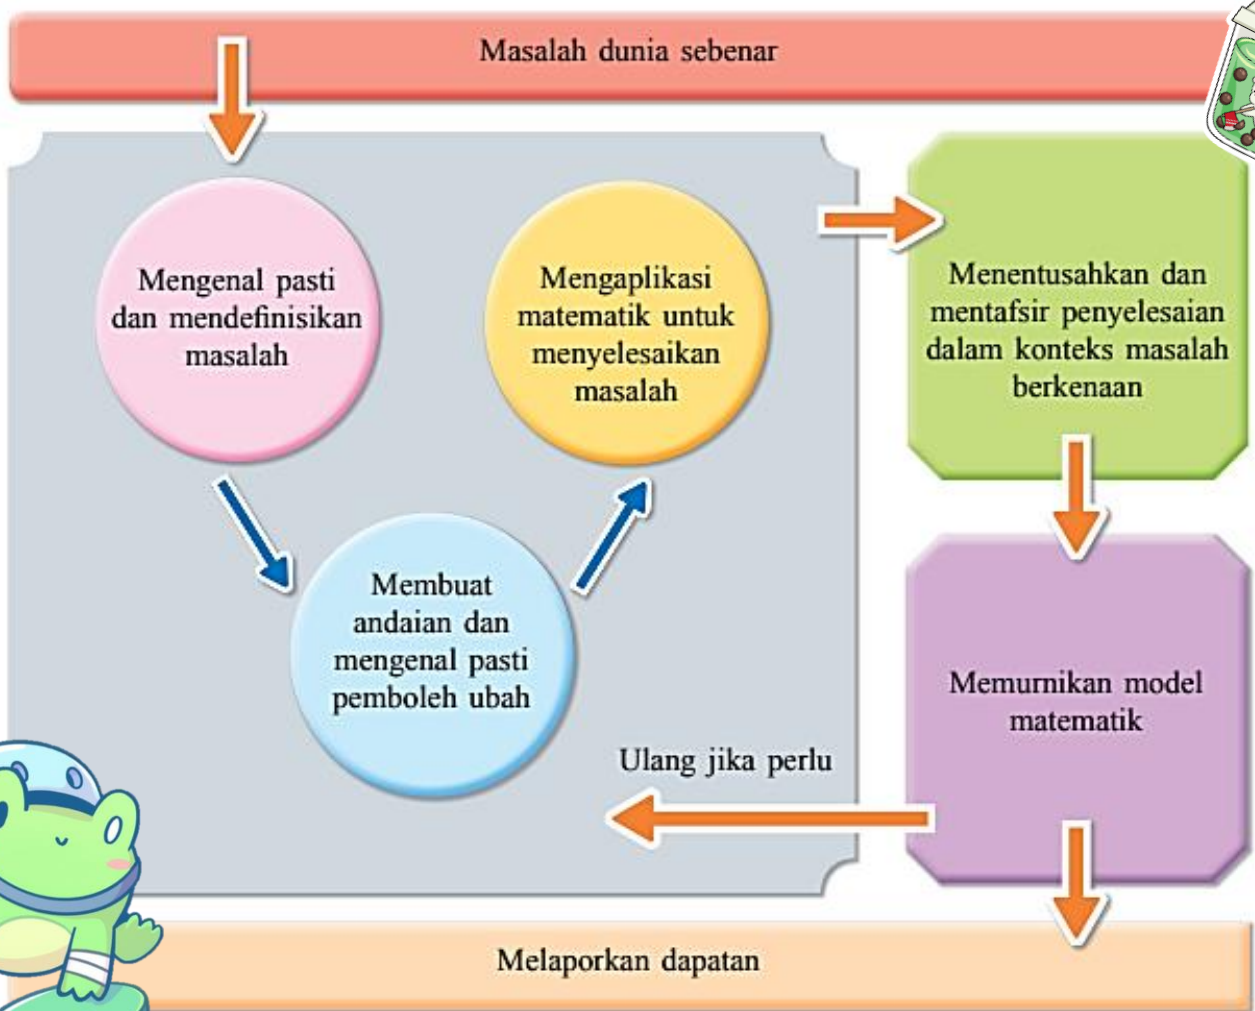 Masalah dunia sebenar
Mengenal pasti
dan mendefinisikan
masalah
Mengaplikasi
matematik untuk
menyelesaikan
masalah
Membuat
andaian dan
mengenal pasti
pemboleh ubah
Menentusahkan dan
mentafsir penyelesaian
dalam konteks masalah
berkenaan
Memurnikan model
matematik
Ulang jika perlu
Melaporkan dapatan